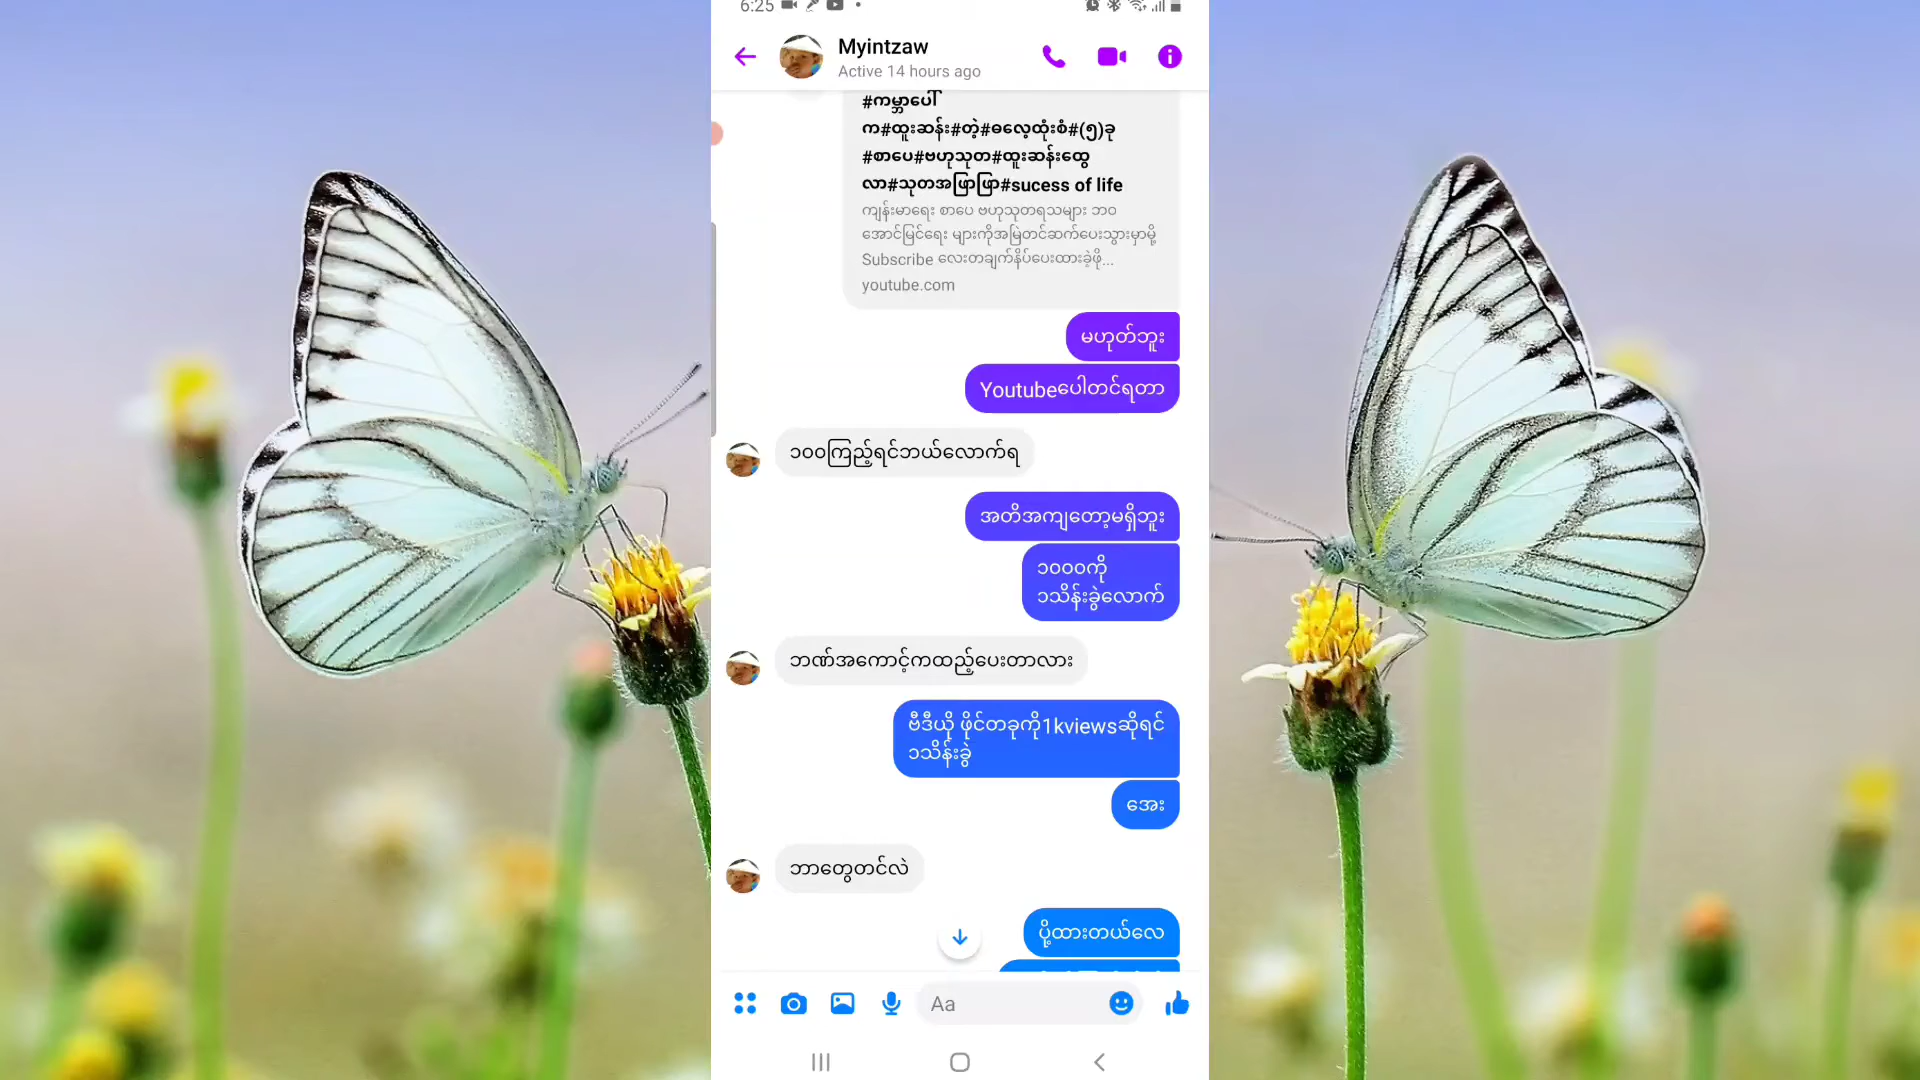 6:25
Myintzaw
Active 14 hours ago
#ကမ္ဘာပေါ်
က#ထူးဆန်း#တဲ့#ဓလေ့ထုံးစံ#(၅)ခု
#စာပေ#ဗဟုသုတ#ထူးဆန်းထွေ
လာ#သုတအဖြာဖြာ#sucess of life
ကျန်းမာရေး စာပေ ဗဟုသုတရသများ ဘဝ
အောင်မြင်ရေး များကိုအမြဲတင်ဆက်ပေးသွားမှာမို့
Subscribe လေးတချက်နိပ်ပေးထားခဲ့ဖို...
youtube.com
မဟုတ်ဘူး
Youtubeပေါတင်ရတာ
၁၀၀ကြည့်ရင်ဘယ်လောက်ရ
အတိအကျတော့မရှိဘူး
၁၀၀၀ကို
၁သိန်းခွဲလောက်
ဘဏ်အကောင့်ကထည့်ပေးတာလား
ဗီဒီယို ဖိုင်တခုကို1kviewsဆိုရင်
၁သိန်းခွဲ
အေး
ဘာတွေတင်လဲ
ပို့ထားတယ်လေ
Aa